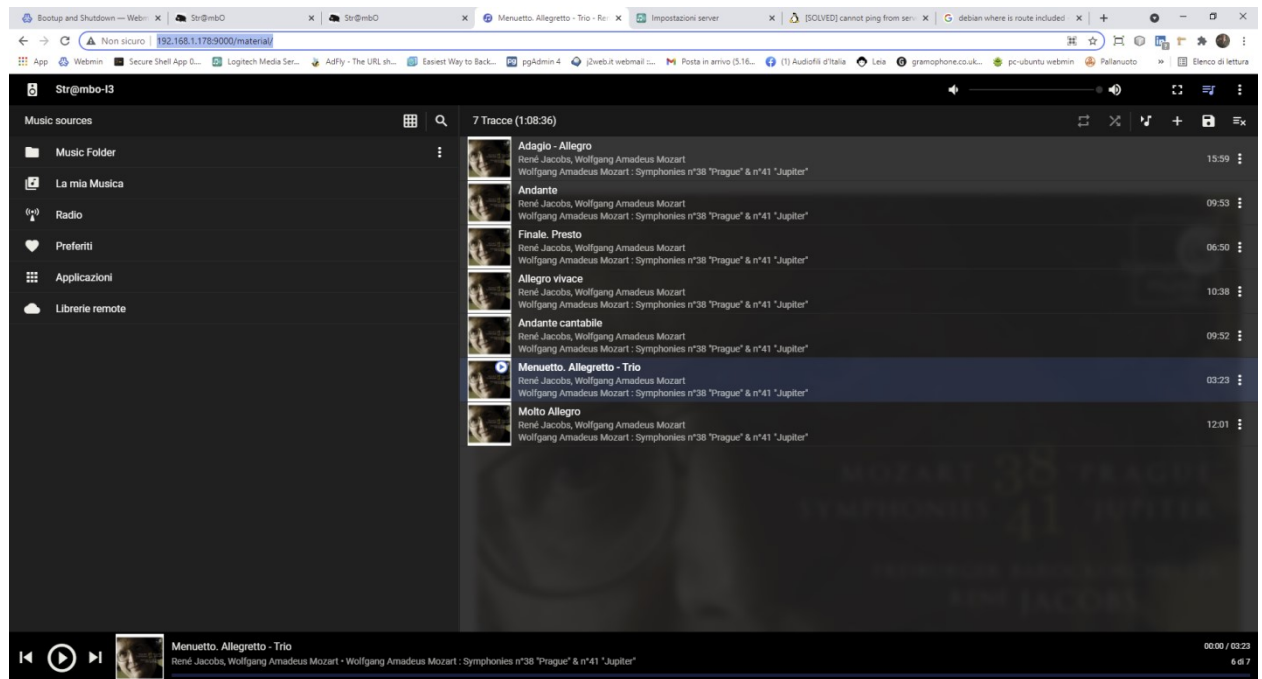 Bootup and Shutdown — Webm
Str@mbO
Str@mbO
Menuetto. Allegretto - Trio - Re
Impostazioni server
[SOLVED] cannot ping from serv
debian where is route included
Non sicuro
192.168.1.178:9000/material/
App
Webmin
Secure Shell App 0...
Logitech Media Ser...
AdFly - The URL sh...
Easiest Way to Back...
pgAdmin 4
j2web.it webmail ::...
Posta in arrivo (5.16...
(1) Audiofili d'Italia
Leia
gramophone.co.uk...
pc-ubuntu webmin
Pallanuoto
»
Elenco di lettura
Str@mbo-I3
Music sources
7 Tracce (1:08:36)
Music Folder
La mia Musica
Radio
Preferiti
Applicazioni
Librerie remote
Adagio - Allegro
René Jacobs, Wolfgang Amadeus Mozart
Wolfgang Amadeus Mozart : Symphonies n°38 "Prague" & n°41 "Jupiter"
15:59
Andante
René Jacobs, Wolfgang Amadeus Mozart
Wolfgang Amadeus Mozart : Symphonies n°38 "Prague" & n°41 "Jupiter"
09:53
Finale. Presto
René Jacobs, Wolfgang Amadeus Mozart
Wolfgang Amadeus Mozart : Symphonies n°38 "Prague" & n°41 "Jupiter"
06:50
Allegro vivace
René Jacobs, Wolfgang Amadeus Mozart
Wolfgang Amadeus Mozart : Symphonies n°38 "Prague" & n°41 "Jupiter"
10:38
Andante cantabile
René Jacobs, Wolfgang Amadeus Mozart
Wolfgang Amadeus Mozart : Symphonies n°38 "Prague" & n°41 "Jupiter"
09:52
Menuetto. Allegretto - Trio
René Jacobs, Wolfgang Amadeus Mozart
Wolfgang Amadeus Mozart : Symphonies n°38 "Prague" & n°41 "Jupiter"
03:23
Molto Allegro
René Jacobs, Wolfgang Amadeus Mozart
Wolfgang Amadeus Mozart : Symphonies n°38 "Prague" & n°41 "Jupiter"
12:01
MOZART 38 PRAGUE
SYMPHONIES 41 JUPITER
JACOBS
Menuetto. Allegretto - Trio
René Jacobs, Wolfgang Amadeus Mozart • Wolfgang Amadeus Mozart : Symphonies n°38 "Prague" & n°41 "Jupiter"
00:00 / 03:23
6 di 7